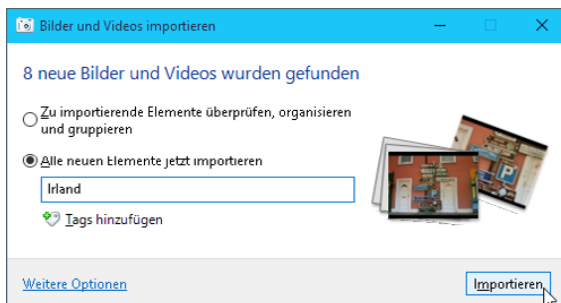 Bilder und Videos importieren
8 neue Bilder und Videos wurden gefunden
Zu importierende Elemente überprüfen, organisieren
und gruppieren
Alle neuen Elemente jetzt importieren
Irland
Tags hinzufügen
Weitere Optionen
Importieren